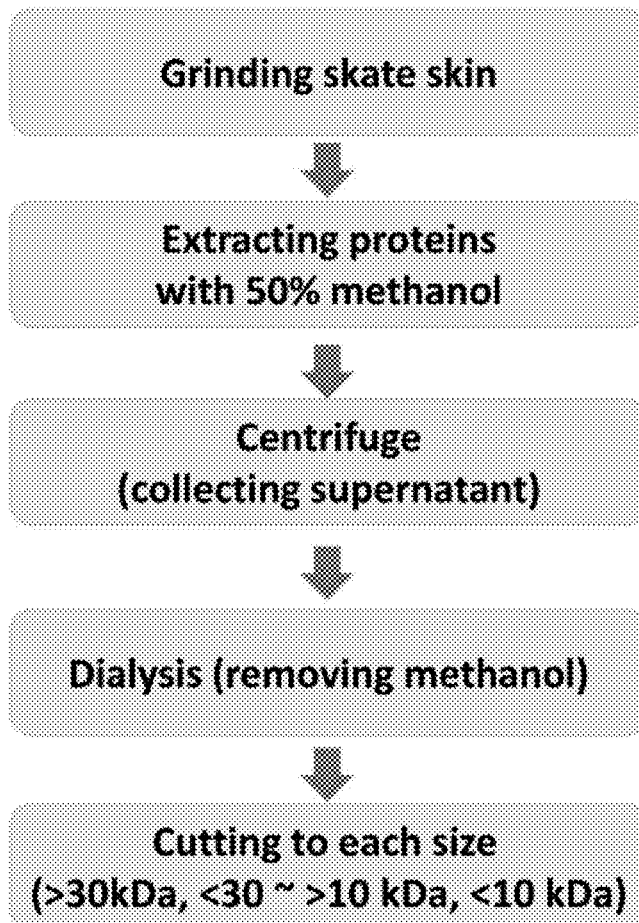 Grinding skate skin
Extracting proteins
with 50% methanol
Centrifuge
(collecting supernatant)
Dialysis (removing methanol)
Cutting to each size
(>30kDa, <30 ~ >10 kDa, <10 kDa)